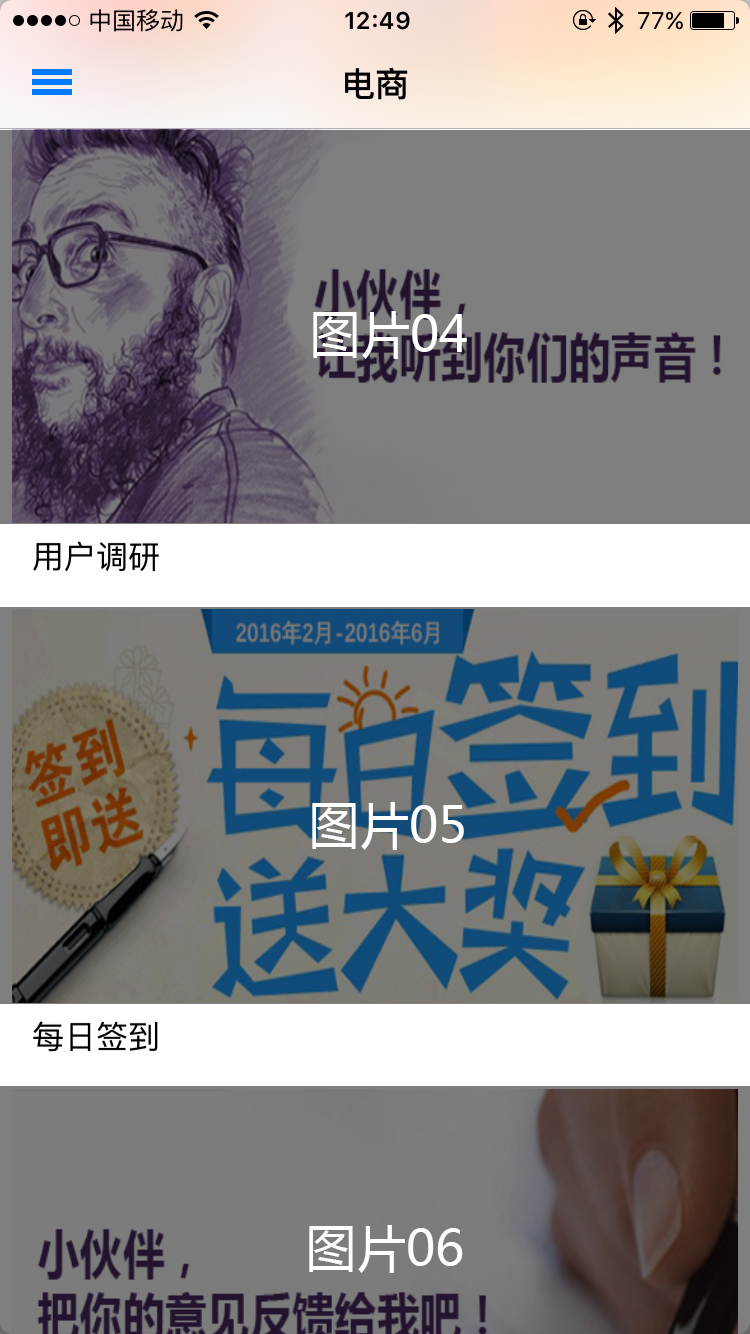 中国移动 12:49 77%
电商
小伙伴，
图片04
让我听到你们的声音！
用户调研
2016年2月-2016年6月
签到
即送
每日签到
图片05
送大奖
每日签到
小伙伴，
图片06
把你的意见反馈给我吧！